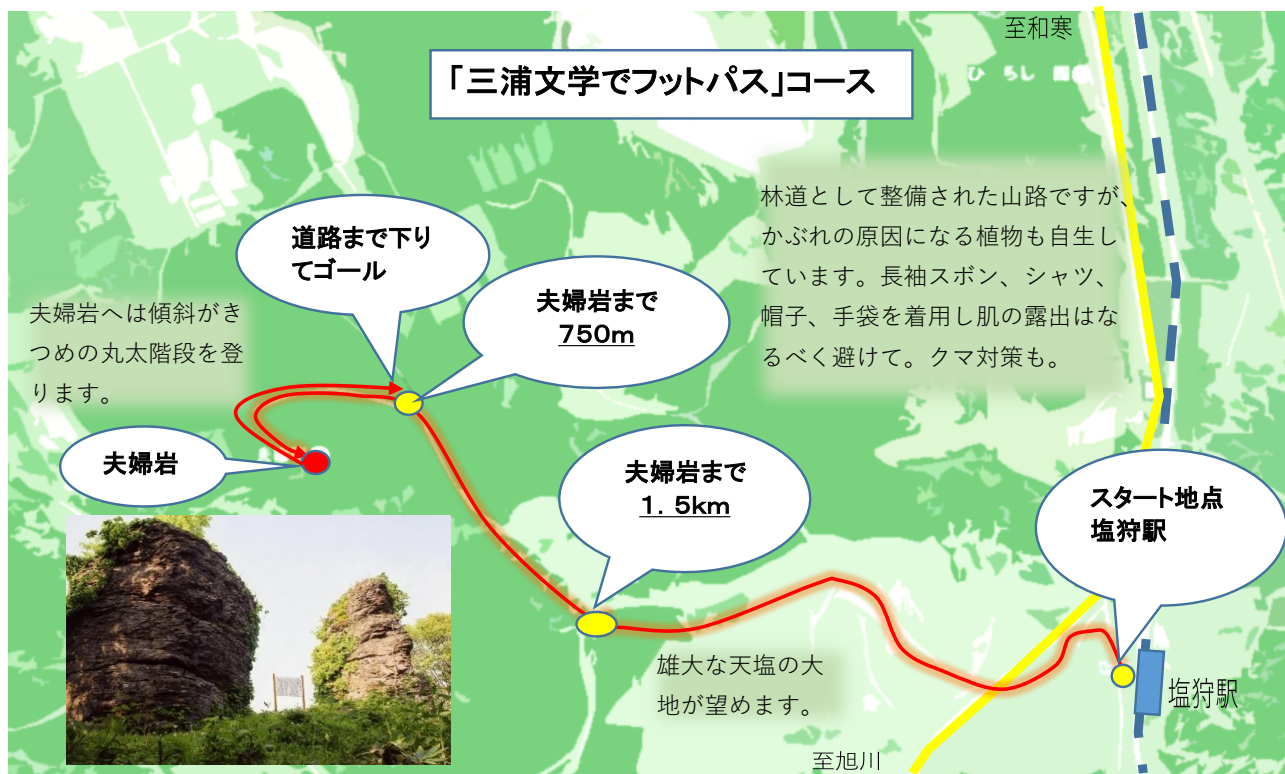 至和寒
「三浦文学でフットパス」コース
林道として整備された山路ですが、
かぶれの原因になる植物も自生し
ています。長袖スボン、シャツ、
帽子、手袋を着用し肌の露出はな
るべく避けて。クマ対策も。
道路まで下り
てゴール
夫婦岩まで
750m
夫婦岩へは傾斜がき
つめの丸太階段を登
ります。
夫婦岩
夫婦岩まで
1．5km
スタート地点
塩狩駅
雄大な天塩の大
地が望めます。
塩狩駅
至旭川